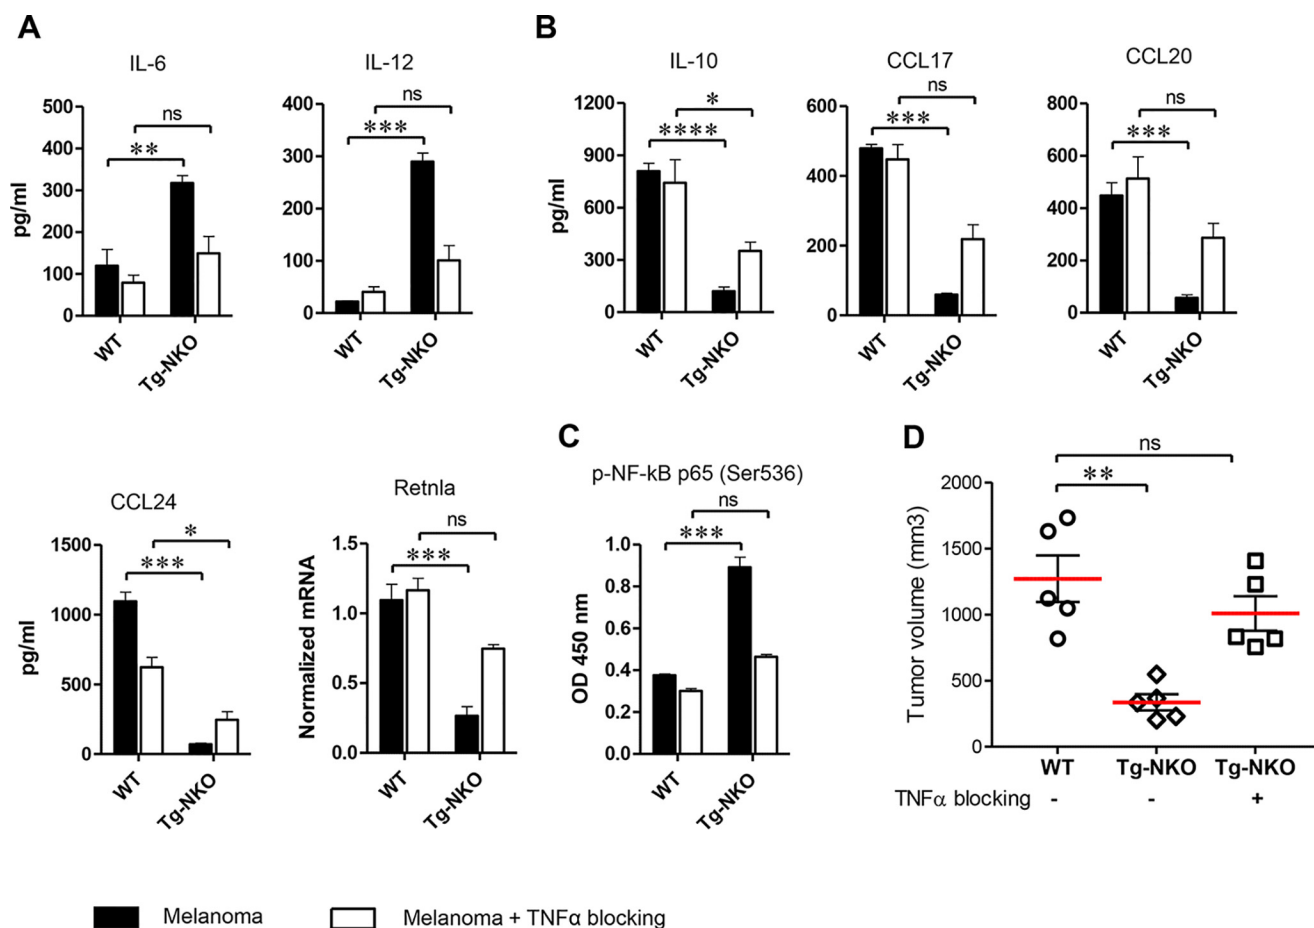 A
IL-6
500
400
300
200
100
0
pg/ml
ns
**
WT
Tg-NKO
IL-12
400
300
200
100
0
ns
***
WT
Tg-NKO
B
IL-10
1200
900
600
300
0
pg/ml
*
****
WT
Tg-NKO
CCL17
600
400
200
0
ns
***
WT
Tg-NKO
CCL20
800
600
400
200
0
ns
***
WT
Tg-NKO
CCL24
1500
1000
500
0
pg/ml
*
***
WT
Tg-NKO
Retnla
1.5
1.0
0.5
0.0
Normalized mRNA
ns
***
WT
Tg-NKO
C
p-NF-kB p65 (Ser536)
1.0
0.8
0.6
0.4
0.2
0.0
OD 450 nm
ns
***
WT
Tg-NKO
D
2000
1500
1000
500
0
Tumor volume (mm3)
ns
**
WT Tg-NKO Tg-NKO
TNFα blocking - - +
Melanoma
Melanoma + TNFα blocking